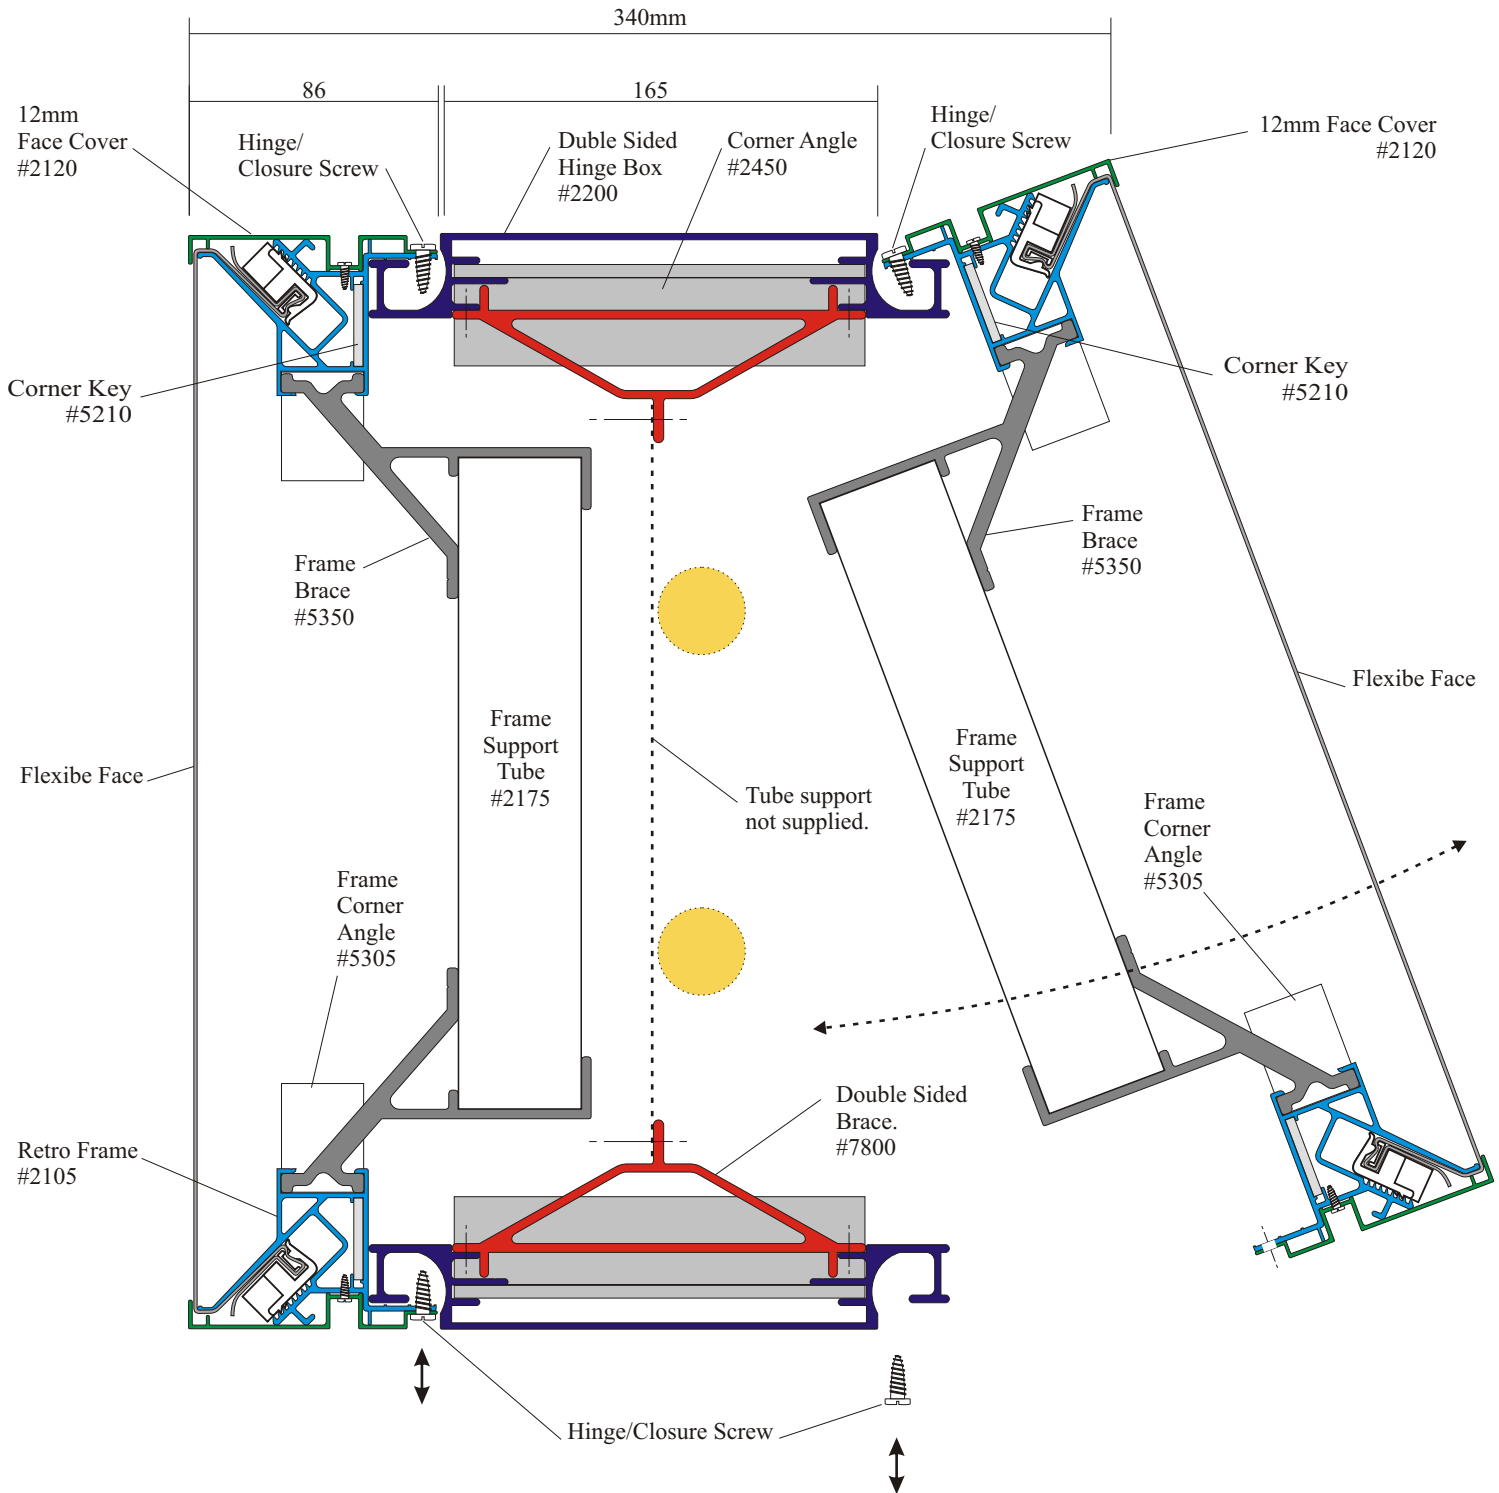 340mm
86
165
12mm
Face Cover
#2120
Hinge/
Closure Screw
Duble Sided
Hinge Box
#2200
Corner Angle
#2450
Hinge/
Closure Screw
12mm Face Cover
#2120
Corner Key
#5210
Corner Key
#5210
Frame
Brace
#5350
Frame
Brace
#5350
Flexibe Face
Frame
Support
Tube
#2175
Frame
Support
Tube
#2175
Flexibe Face
Tube support
not supplied.
Frame
Corner
Angle
#5305
Frame
Corner
Angle
#5305
Double Sided
Brace.
#7800
Retro Frame
#2105
Hinge/Closure Screw